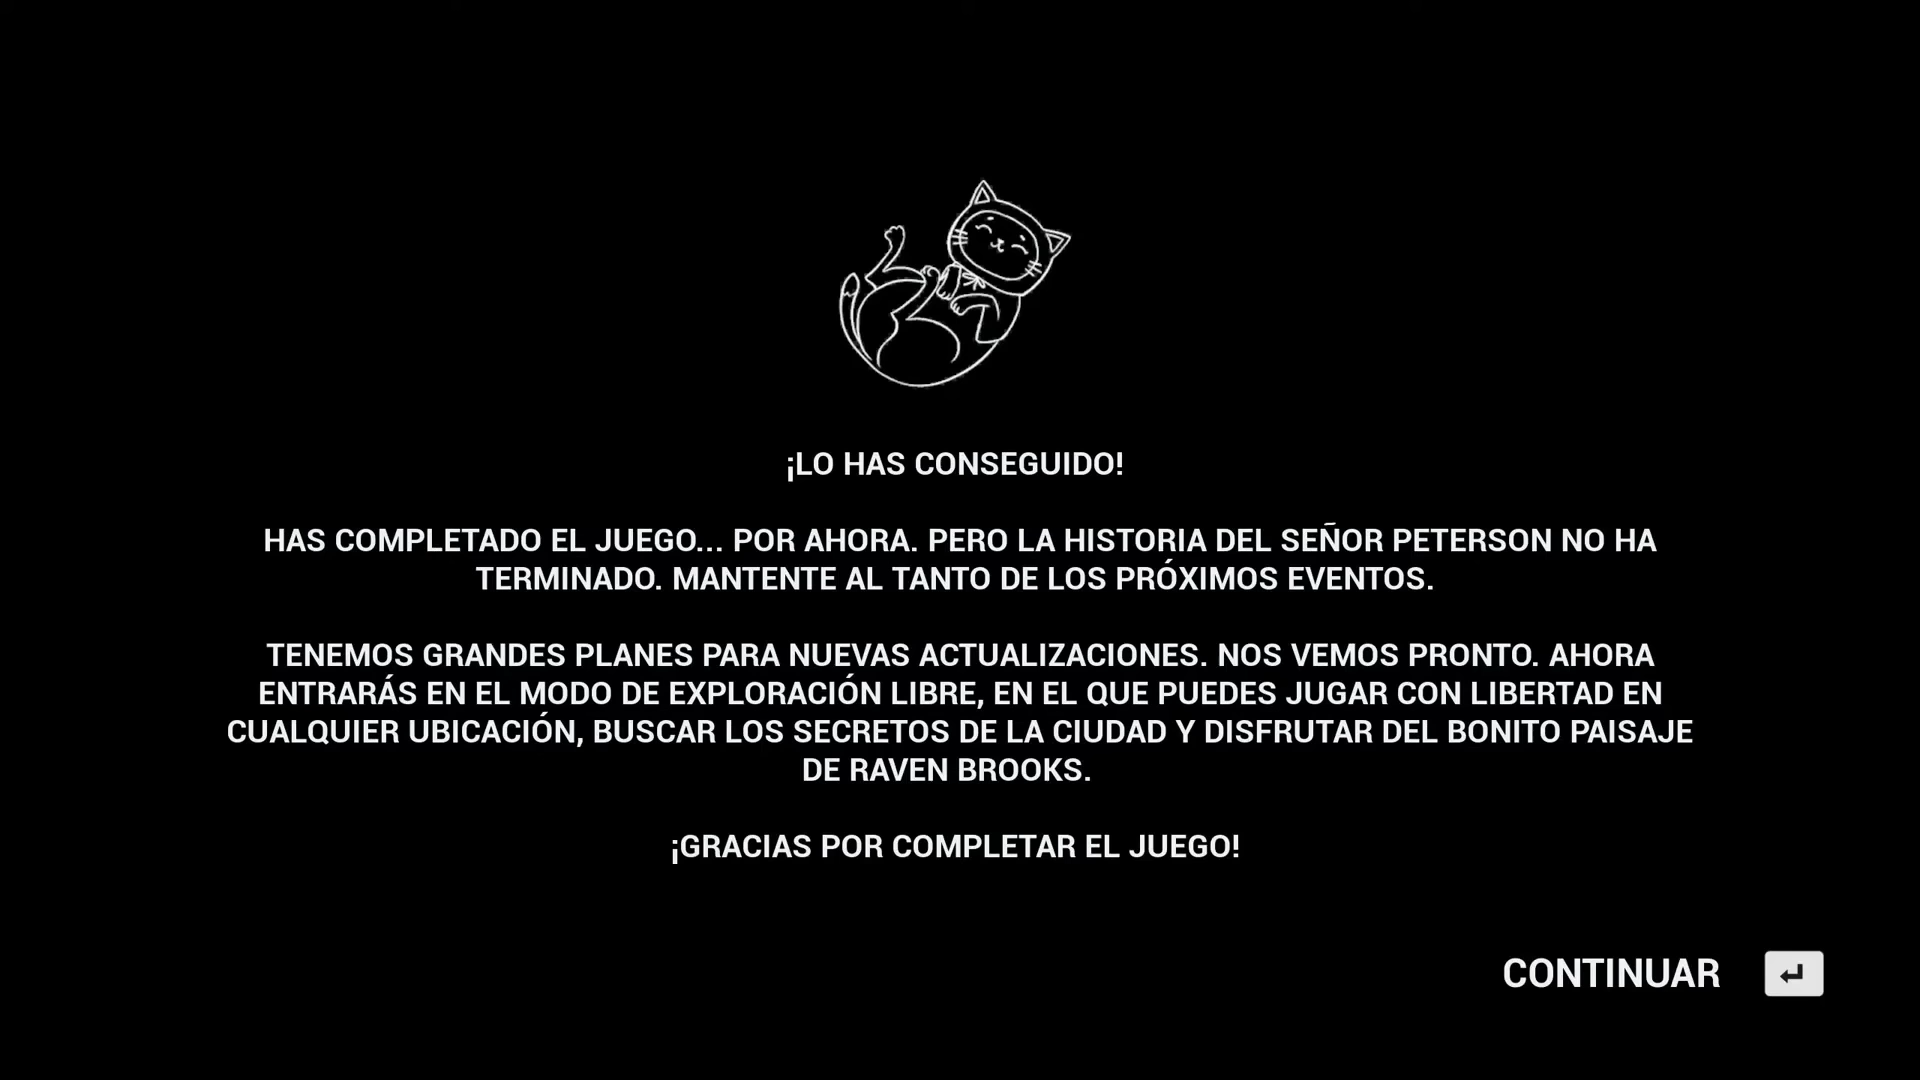 ¡LO HAS CONSEGUIDO!
HAS COMPLETADO EL JUEGO... POR AHORA. PERO LA HISTORIA DEL SEÑOR PETERSON NO HA
TERMINADO. MANTENTE AL TANTO DE LOS PRÓXIMOS EVENTOS.
TENEMOS GRANDES PLANES PARA NUEVAS ACTUALIZACIONES. NOS VEMOS PRONTO. AHORA
ENTRARÁS EN EL MODO DE EXPLORACIÓN LIBRE, EN EL QUE PUEDES JUGAR CON LIBERTAD EN
CUALQUIER UBICACIÓN, BUSCAR LOS SECRETOS DE LA CIUDAD Y DISFRUTAR DEL BONITO PAISAJE
DE RAVEN BROOKS.
¡GRACIAS POR COMPLETAR EL JUEGO!
CONTINUAR